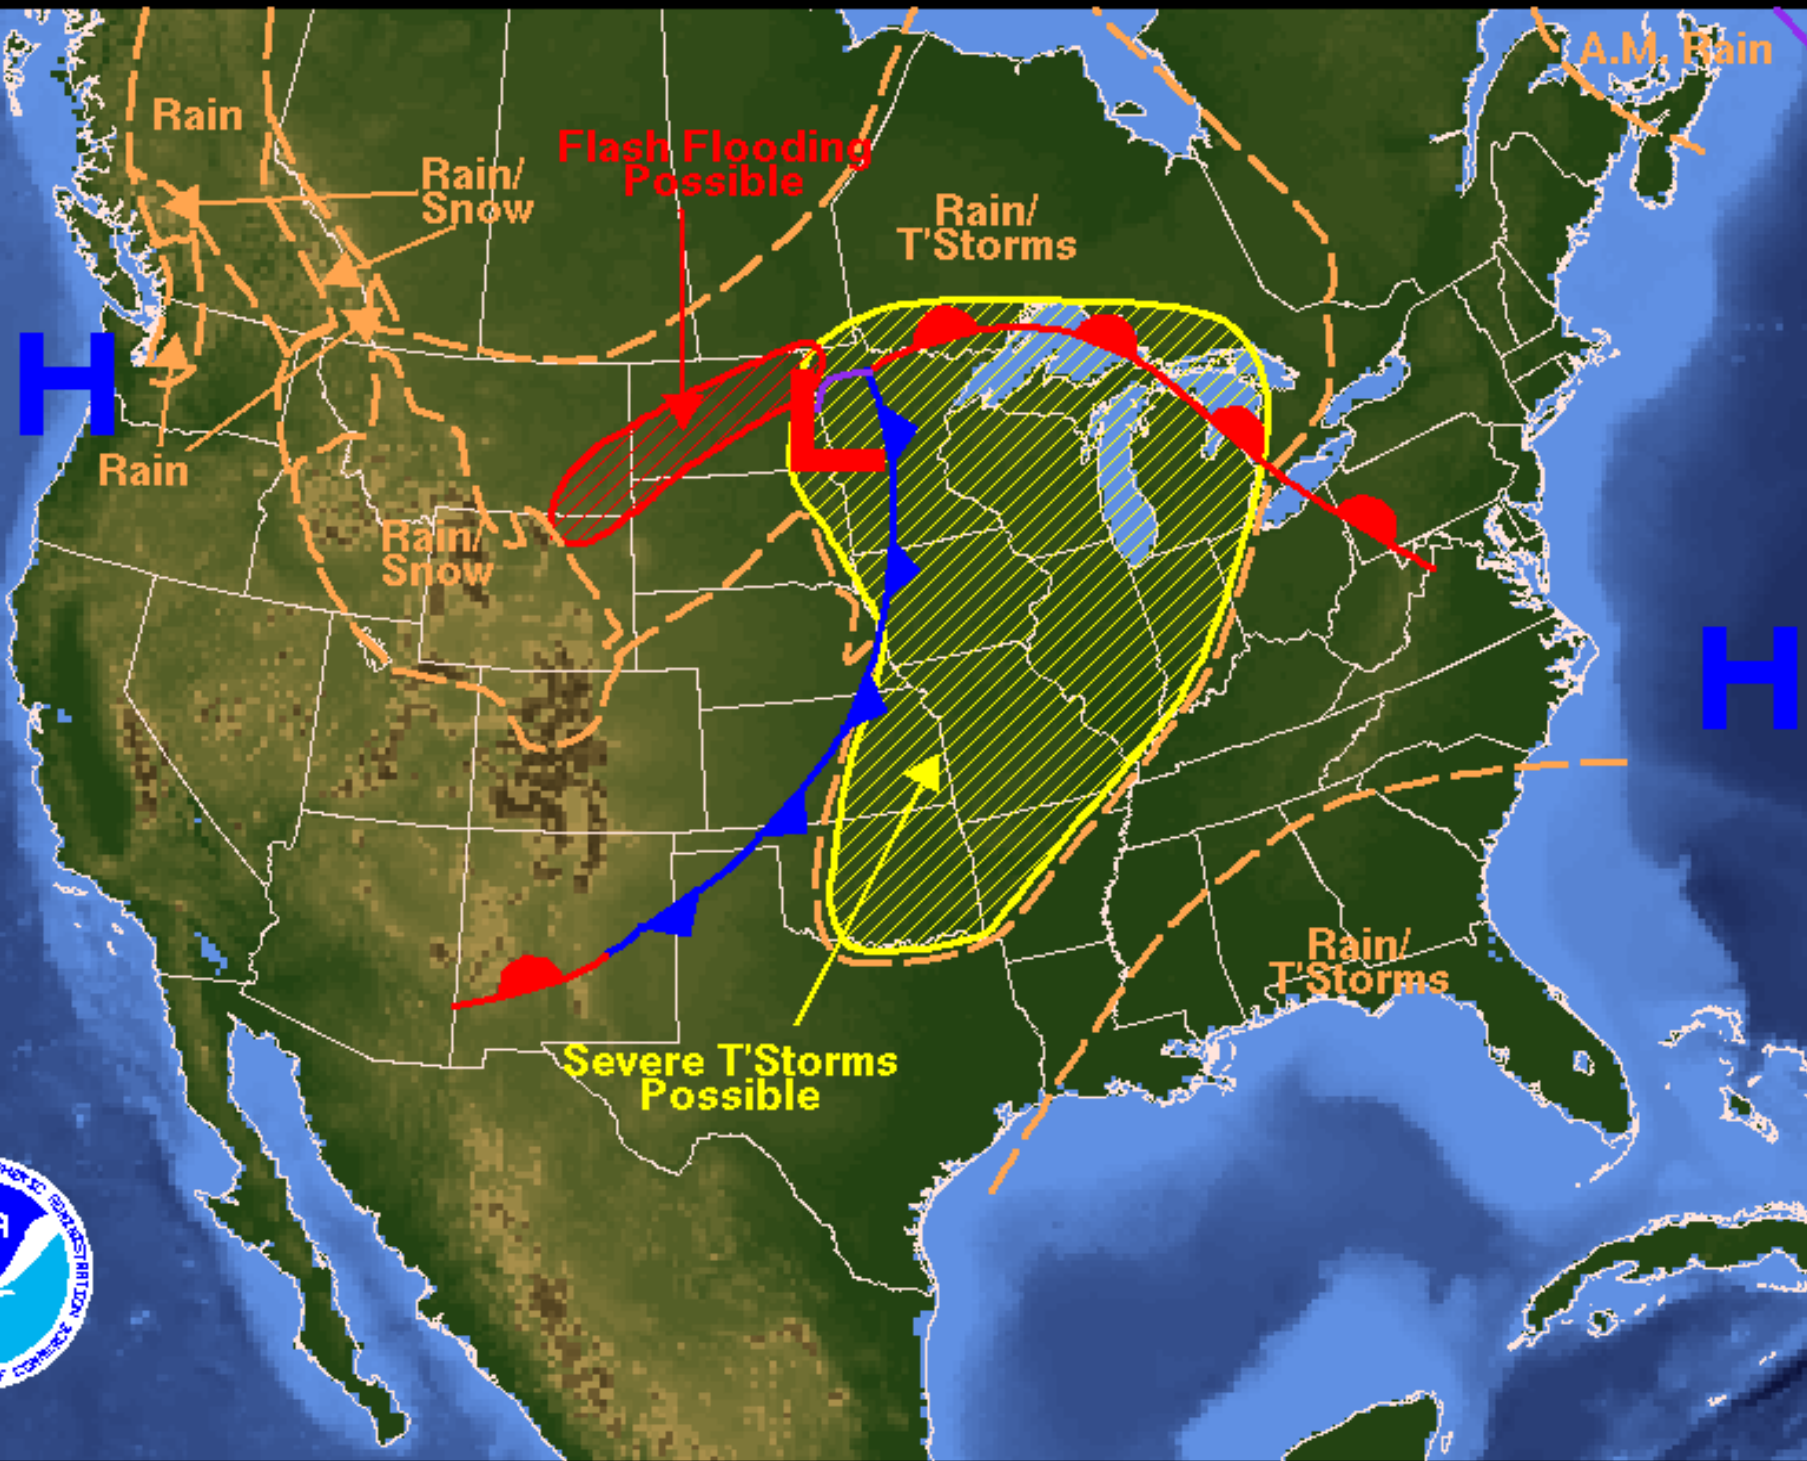 A.M. Rain
Rain
Flash Flooding
Possible
Rain/
Snow
Rain/
T'Storms
H
L
Rain
Rain/
Snow
H
Rain/
T'Storms
Severe T'Storms
Possible